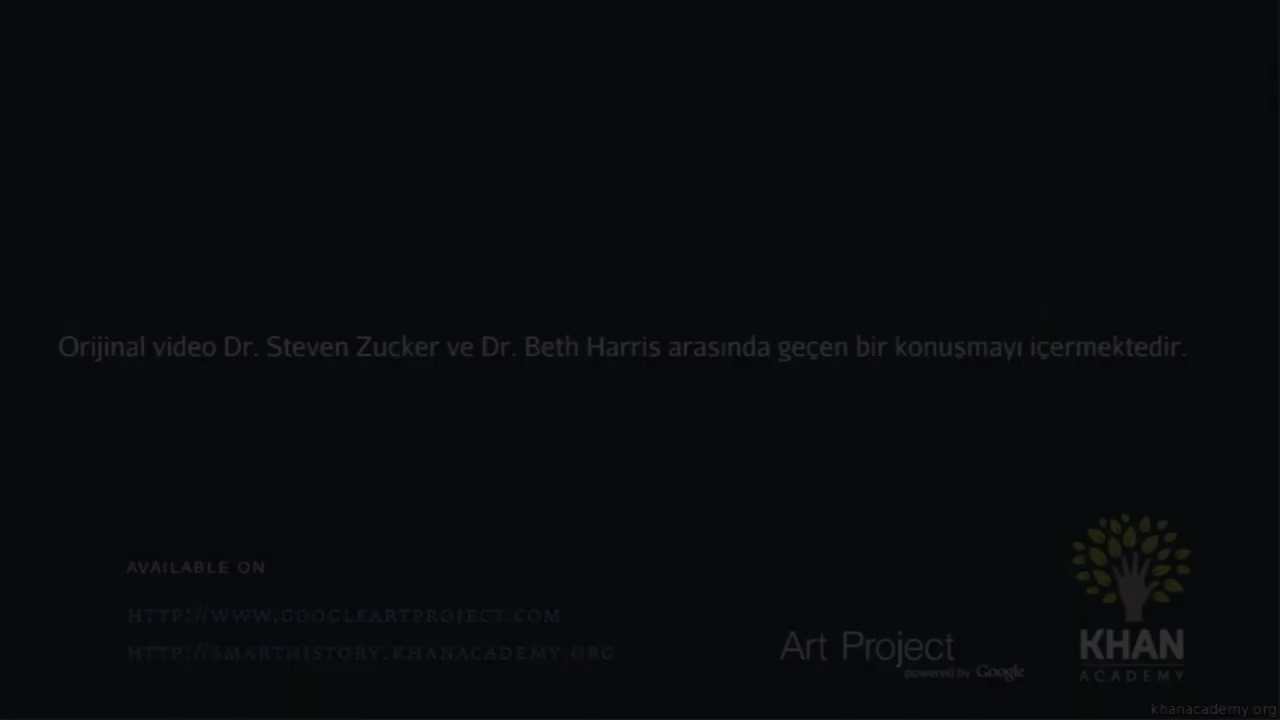 Orijinal video Dr. Steven Zucker ve Dr. Beth Harris arasında geçen bir konuşmayı içermektedir.
AVAILABLE ON
HTTP://WWW.GOOGLEARTPROJECT.COM
HTTP://SMARTHISTORY.KHANACADEMY.ORG
Art Project
powered by Google
KHAN
ACADEMY
khanacademy.org